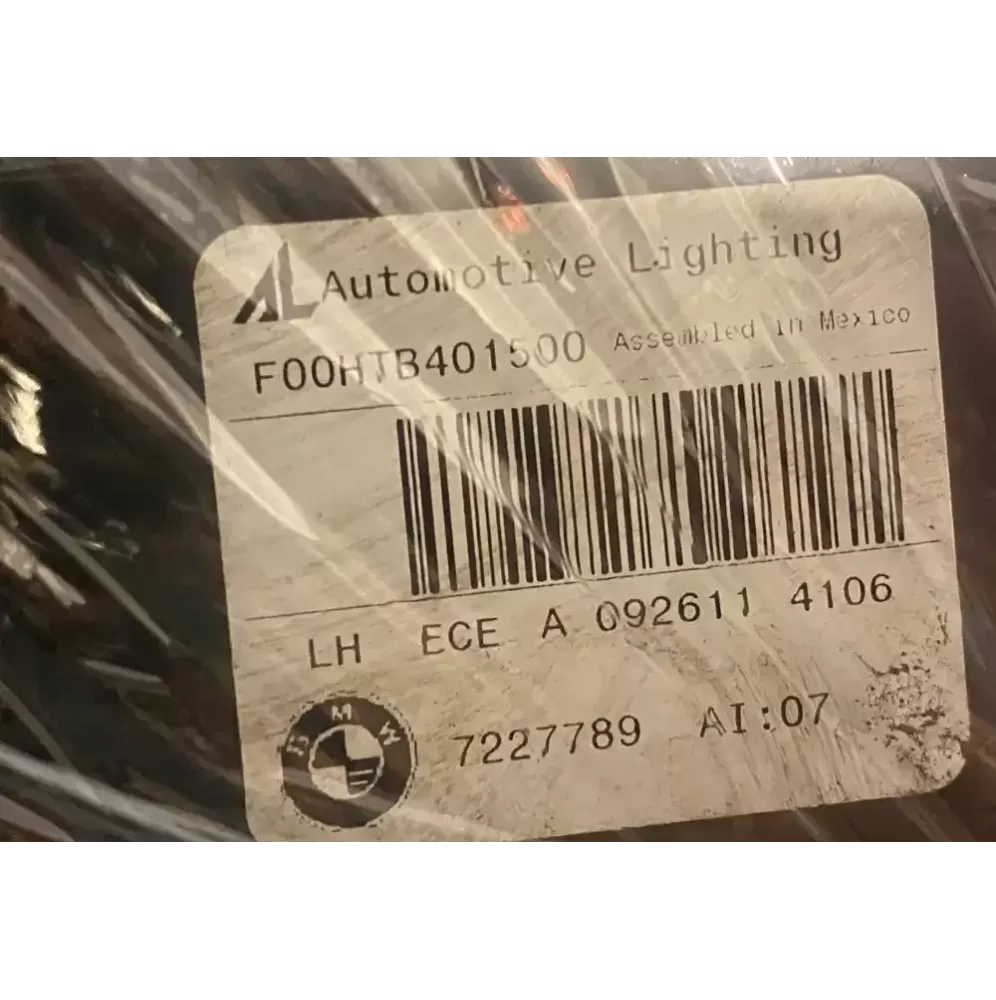 AL Automotive Lighting
F00HTB401500 Assembled in Mexico
LH ECE A 092611 4106
BMW 7227789 AI:07